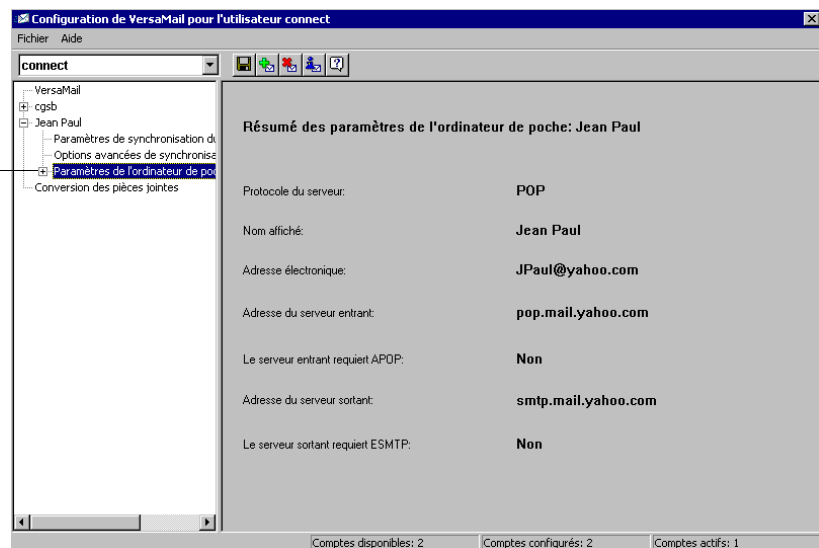 Configuration de VersaMail pour l'utilisateur connect
Fichier Aide
connect
VersaMail
cgsb
Jean Paul
Paramètres de synchronisation du
Options avancées de synchronisa
Paramètres de l'ordinateur de po
Conversion des pièces jointes
Résumé des paramètres de l'ordinateur de poche: Jean Paul
Protocole du serveur: POP
Nom affiché: Jean Paul
Adresse électronique: JPaul@yahoo.com
Adresse du serveur entrant: pop.mail.yahoo.com
Le serveur entrant requiert APOP: Non
Adresse du serveur sortant: smtp.mail.yahoo.com
Le serveur sortant requiert ESMTP: Non
Comptes disponibles: 2 Comptes configurés: 2 Comptes actifs: 1